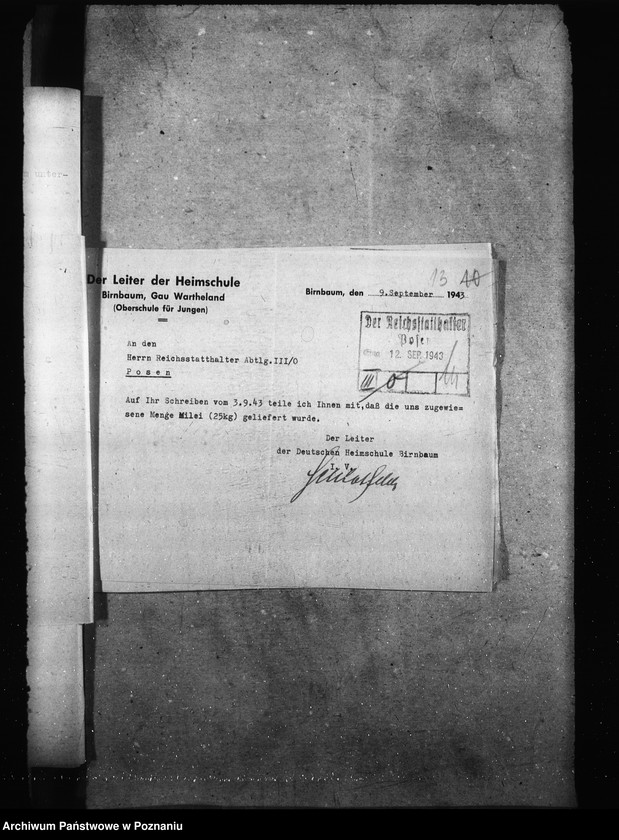 unter-
13 40
Der Leiter der Heimschule
Birnbaum, Gau Wartheland
(Oberschule für Jungen)
Birnbaum, den 9.September 1943
Der Reichsstatthalter
Posen
12. SEP. 1943
III O
An den
Herrn Reichsstatthalter Abtlg.III/O
Posen
Auf Ihr Schreiben vom 3.9.43 teile ich Ihnen mit,daß die uns zugewie=
sene Menge Milei (25kg) geliefert wurde.
Der Leiter
der Deutschen Heimschule Birnbaum
I.V.
Archiwum Państwowe w Poznaniu